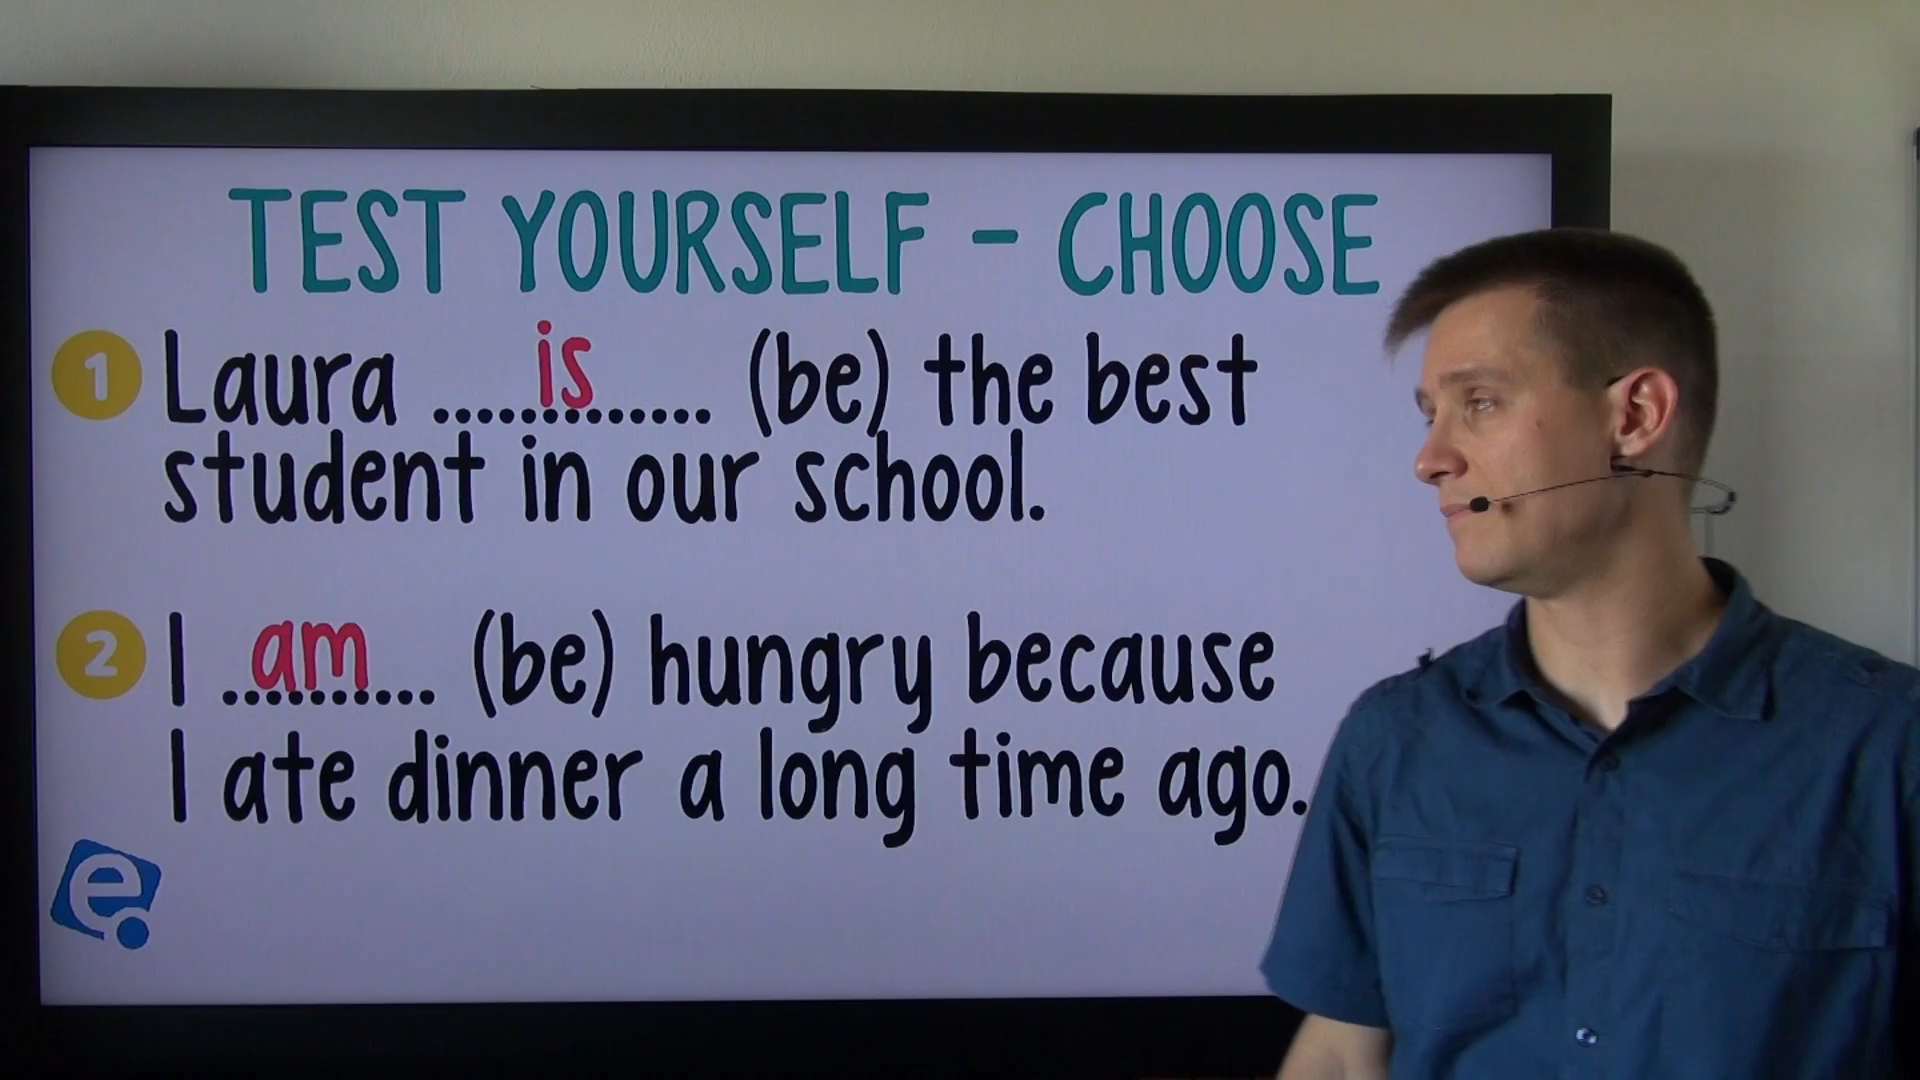 TEST YOURSELF - CHOOSE
1 Laura ....is.... (be) the best
student in our school.
2 I ...am... (be) hungry because
I ate dinner a long time ago.
e